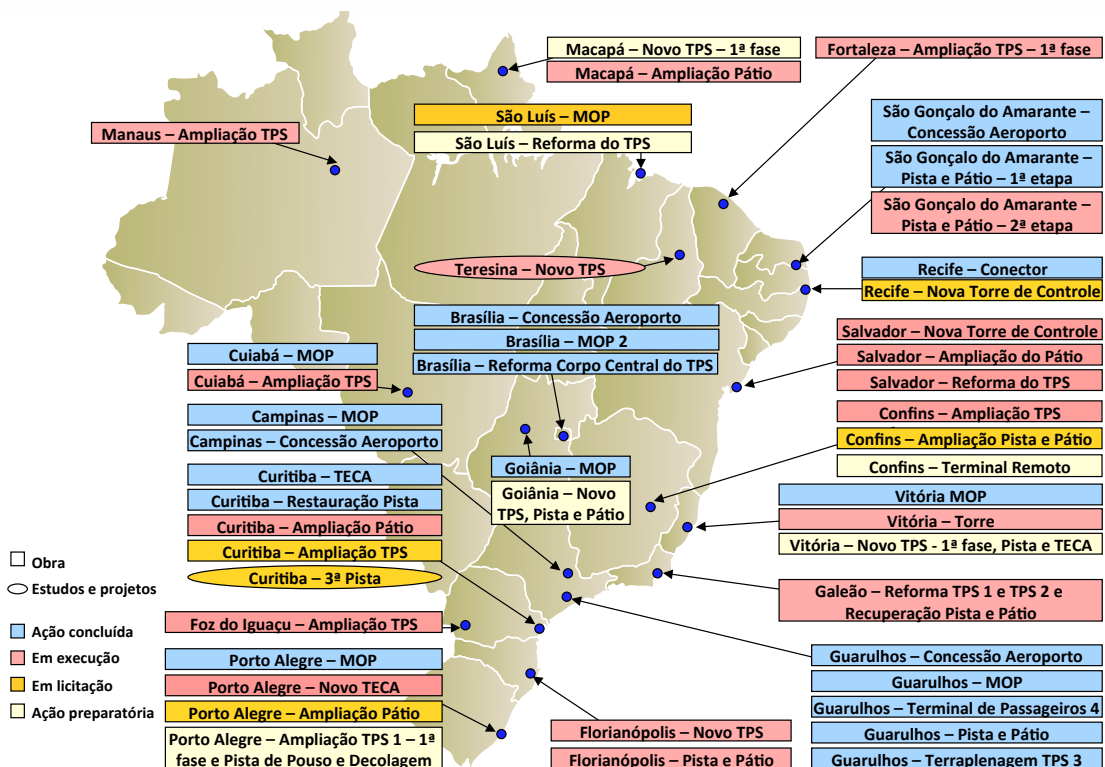 Macapá – Novo TPS – 1ª fase
Macapá – Ampliação Pátio
Fortaleza – Ampliação TPS – 1ª fase
São Luís – MOP
São Luís – Reforma do TPS
Manaus – Ampliação TPS
São Gonçalo do Amarante –
Concessão Aeroporto
São Gonçalo do Amarante –
Pista e Pátio – 1ª etapa
São Gonçalo do Amarante –
Pista e Pátio – 2ª etapa
Teresina – Novo TPS
Recife – Conector
Recife – Nova Torre de Controle
Brasília – Concessão Aeroporto
Brasília – MOP 2
Brasília – Reforma Corpo Central do TPS
Salvador – Nova Torre de Controle
Salvador – Ampliação do Pátio
Salvador – Reforma do TPS
Cuiabá – MOP
Cuiabá – Ampliação TPS
Campinas – MOP
Campinas – Concessão Aeroporto
Confins – Ampliação TPS
Confins – Ampliação Pista e Pátio
Confins – Terminal Remoto
Goiânia – MOP
Goiânia – Novo
TPS, Pista e Pátio
Curitiba – TECA
Curitiba – Restauração Pista
Curitiba – Ampliação Pátio
Curitiba – Ampliação TPS
Curitiba – 3ª Pista
Vitória MOP
Vitória – Torre
Vitória – Novo TPS - 1ª fase, Pista e TECA
Galeão – Reforma TPS 1 e TPS 2 e
Recuperação Pista e Pátio
Obra
Estudos e projetos
Ação concluída
Em execução
Em licitação
Ação preparatória
Foz do Iguaçu – Ampliação TPS
Porto Alegre – MOP
Porto Alegre – Novo TECA
Porto Alegre – Ampliação Pátio
Porto Alegre – Ampliação TPS 1 – 1ª
fase e Pista de Pouso e Decolagem
Florianópolis – Novo TPS
Florianópolis – Pista e Pátio
Guarulhos – Concessão Aeroporto
Guarulhos – MOP
Guarulhos – Terminal de Passageiros 4
Guarulhos – Pista e Pátio
Guarulhos – Terraplenagem TPS 3